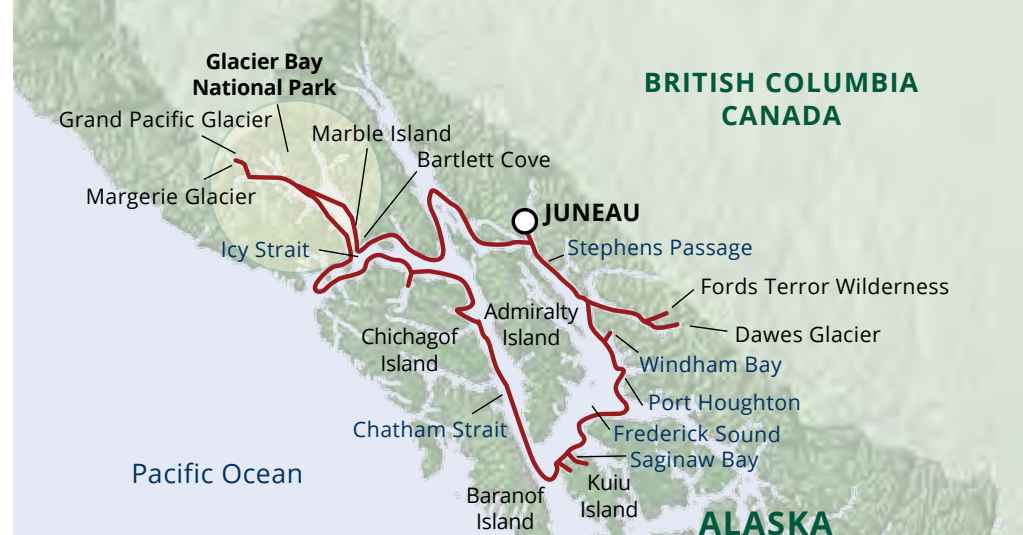 Glacier Bay
National Park
Grand Pacific Glacier
Marble Island
Bartlett Cove
Margerie Glacier
Icy Strait
BRITISH COLUMBIA
CANADA
JUNEAU
Stephens Passage
Fords Terror Wilderness
Dawes Glacier
Admiralty
Island
Chichagof
Island
Windham Bay
Port Houghton
Chatham Strait
Frederick Sound
Saginaw Bay
Pacific Ocean
Baranof
Island
Kuiu
Island
ALASKA